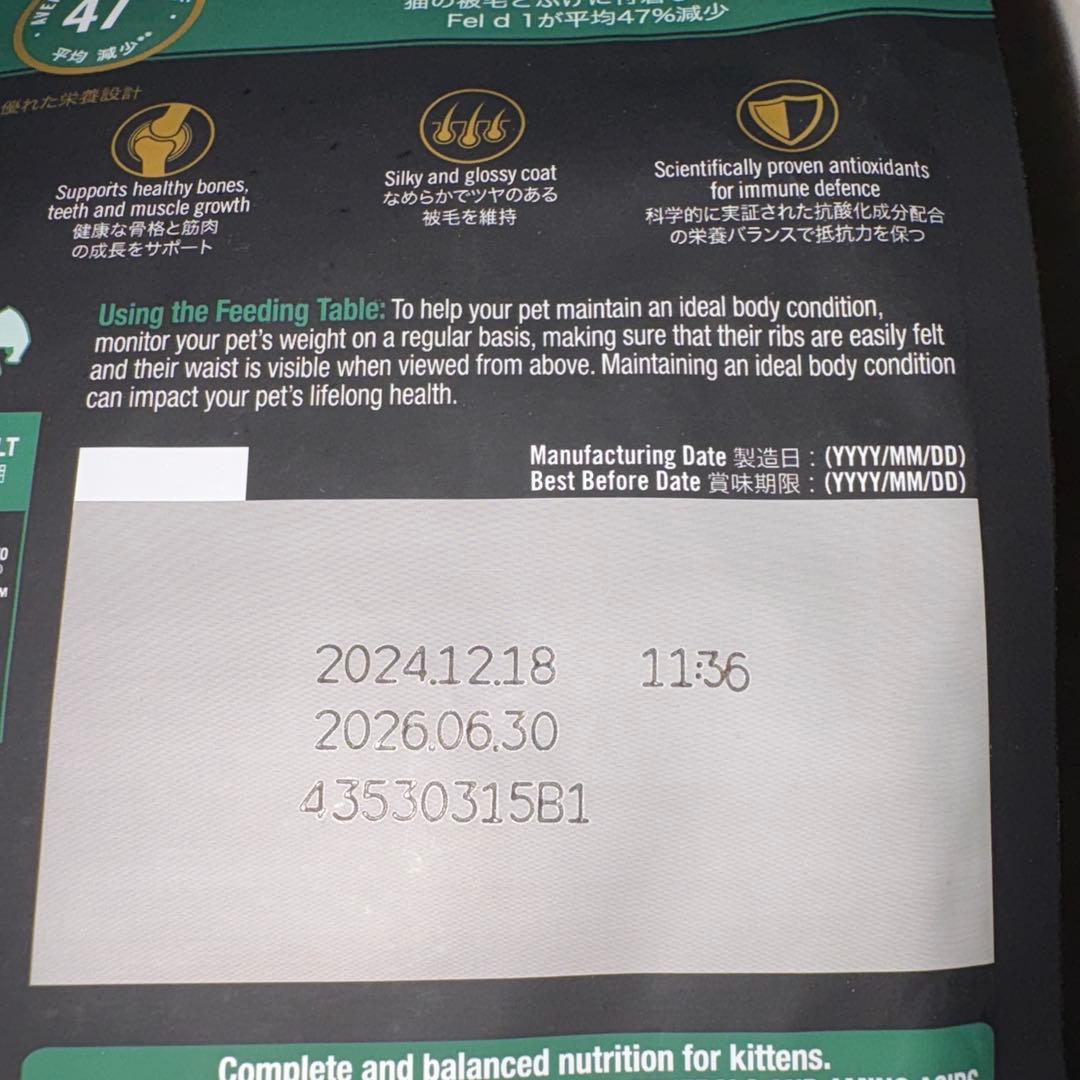 47
平均 減少**
Fel d 1が平均47%減少
優れた栄養設計
Supports healthy bones,
teeth and muscle growth
健康な骨格と筋肉
の成長をサポート
Silky and glossy coat
なめらかでツヤのある
被毛を維持
Scientifically proven antioxidants
for immune defence
科学的に実証された抗酸化成分配合
の栄養バランスで抵抗力を保つ
Using the Feeding Table: To help your pet maintain an ideal body condition,
monitor your pet's weight on a regular basis, making sure that their ribs are easily felt
and their waist is visible when viewed from above. Maintaining an ideal body condition
can impact your pet's lifelong health.
Manufacturing Date 製造日 : (YYYY/MM/DD)
Best Before Date 賞味期限 : (YYYY/MM/DD)
2024.12.18 11:36
2026.06.30
43530315B1
Complete and balanced nutrition for kittens.